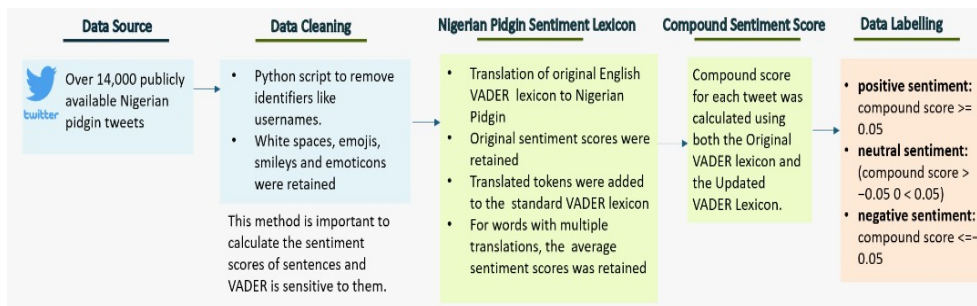 Data Source
Over 14,000 publicly
available Nigerian
pidgin tweets
twitter
Data Cleaning
• Python script to remove
identifiers like
usernames.
• White spaces, emojis,
smileys and emoticons
were retained
This method is important to
calculate the sentiment
scores of sentences and
VADER is sensitive to them.
Nigerian Pidgin Sentiment Lexicon
• Translation of original English
VADER lexicon to Nigerian
Pidgin
• Original sentiment scores were
retained
• Translated tokens were added
to the standard VADER lexicon
• For words with multiple
translations, the average
sentiment scores was retained
Compound Sentiment Score
Compound score
for each tweet was
calculated using
both the Original
VADER lexicon and
the Updated
VADER Lexicon.
Data Labelling
• positive sentiment:
compound score >=
0.05
• neutral sentiment:
(compound score >
−0.05 0 < 0.05)
• negative sentiment:
compound score <=−
0.05